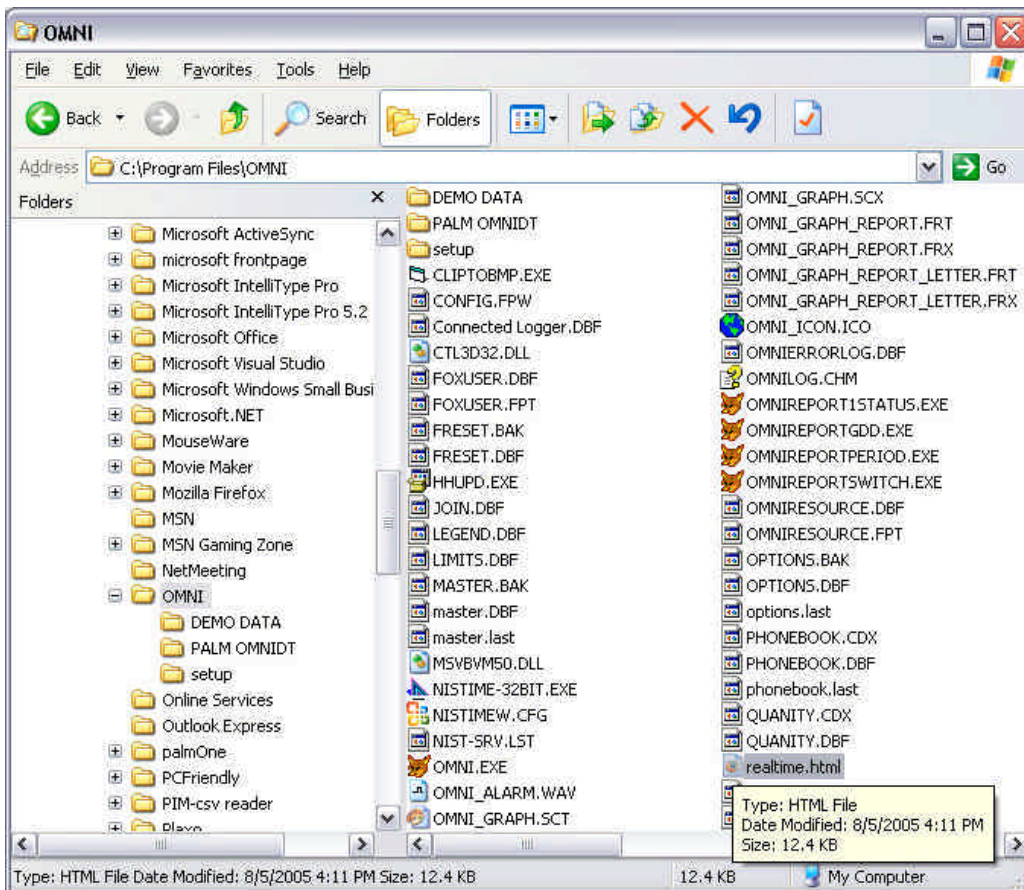 OMNI
File Edit View Favorites Tools Help
Back Search Folders
Address C:\Program Files\OMNI Go
Folders
Microsoft ActiveSync
microsoft frontpage
Microsoft IntelliType Pro
Microsoft IntelliType Pro 5.2
Microsoft Office
Microsoft Visual Studio
Microsoft Windows Small Busi
Microsoft.NET
MouseWare
Movie Maker
Mozilla Firefox
MSN
MSN Gaming Zone
NetMeeting
OMNI
DEMO DATA
PALM OMNIDT
setup
Online Services
Outlook Express
palmOne
PCFriendly
PIM-csv reader
Plaxo
DEMO DATA
PALM OMNIDT
setup
CLIPTOBMP.EXE
CONFIG.FPW
Connected Logger.DBF
CTL3D32.DLL
FOXUSER.DBF
FOXUSER.FPT
FRESET.BAK
FRESET.DBF
HHUPD.EXE
JOIN.DBF
LEGEND.DBF
LIMITS.DBF
MASTER.BAK
master.DBF
master.last
MSVBVM50.DLL
NISTIME-32BIT.EXE
NISTIMEW.CFG
NIST-SRV.LST
OMNI.EXE
OMNI_ALARM.WAV
OMNI_GRAPH.SCT
OMNI_GRAPH.SCX
OMNI_GRAPH_REPORT.FRT
OMNI_GRAPH_REPORT.FRX
OMNI_GRAPH_REPORT_LETTER.FRT
OMNI_GRAPH_REPORT_LETTER.FRX
OMNI_ICON.ICO
OMNIERRORLOG.DBF
OMNILOG.CHM
OMNIREPORT1STATUS.EXE
OMNIREPORTGDD.EXE
OMNIREPORTPERIOD.EXE
OMNIREPORTSWITCH.EXE
OMNIRESOURCE.DBF
OMNIRESOURCE.FPT
OPTIONS.BAK
OPTIONS.DBF
options.last
PHONEBOOK.CDX
PHONEBOOK.DBF
phonebook.last
QUANITY.CDX
QUANITY.DBF
realtime.html
Type: HTML File
Date Modified: 8/5/2005 4:11 PM
Size: 12.4 KB
Type: HTML File Date Modified: 8/5/2005 4:11 PM Size: 12.4 KB 12.4 KB My Computer